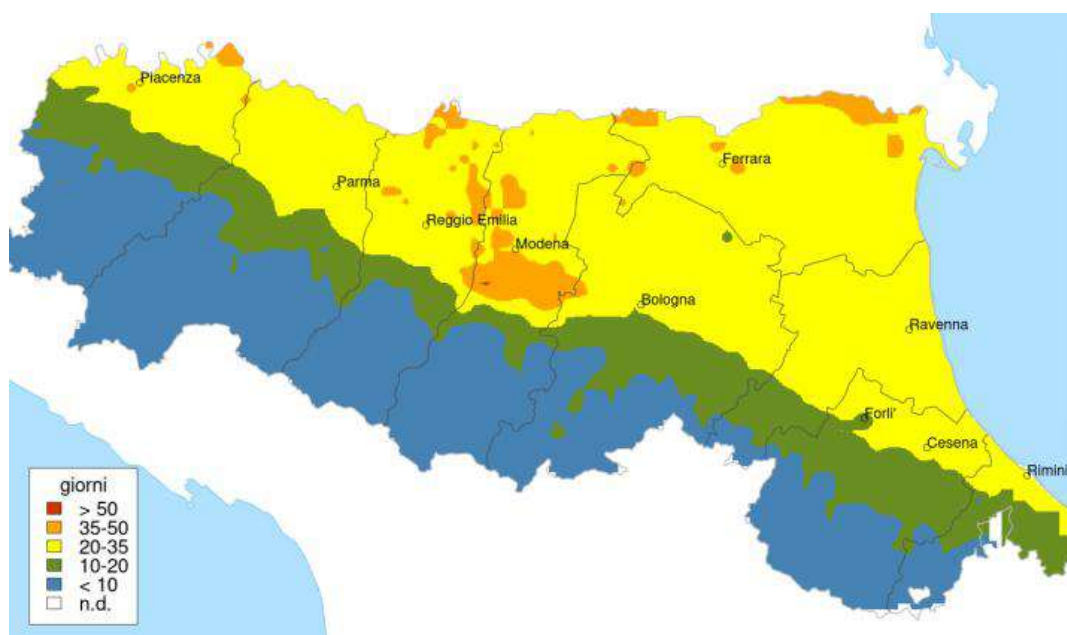 Piacenza
Parma
Reggio Emilia
Modena
Ferrara
Bologna
Ravenna
Forli'
Cesena
Rimini
giorni
> 50
35-50
20-35
10-20
< 10
n.d.